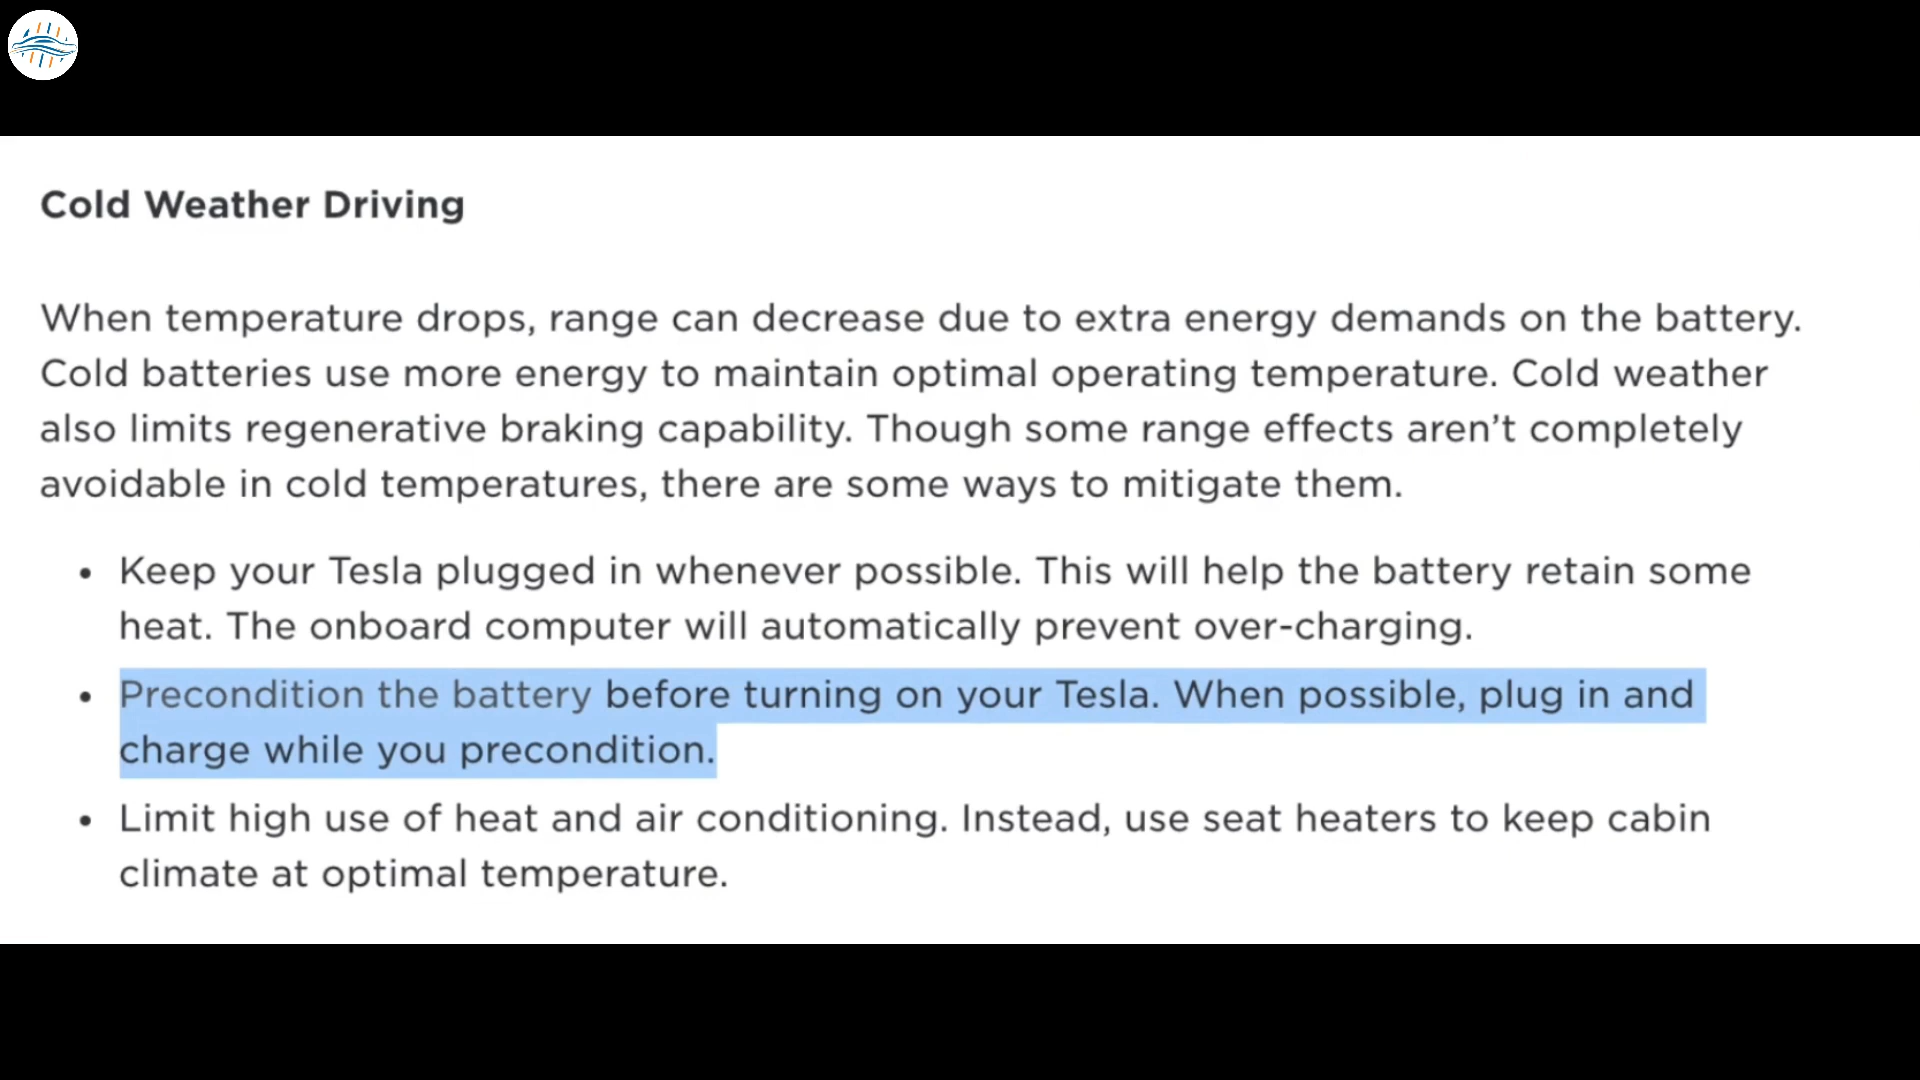 Cold Weather Driving
When temperature drops, range can decrease due to extra energy demands on the battery.
Cold batteries use more energy to maintain optimal operating temperature. Cold weather
also limits regenerative braking capability. Though some range effects aren’t completely
avoidable in cold temperatures, there are some ways to mitigate them.
• Keep your Tesla plugged in whenever possible. This will help the battery retain some
heat. The onboard computer will automatically prevent over-charging.
• Precondition the battery before turning on your Tesla. When possible, plug in and
charge while you precondition.
• Limit high use of heat and air conditioning. Instead, use seat heaters to keep cabin
climate at optimal temperature.